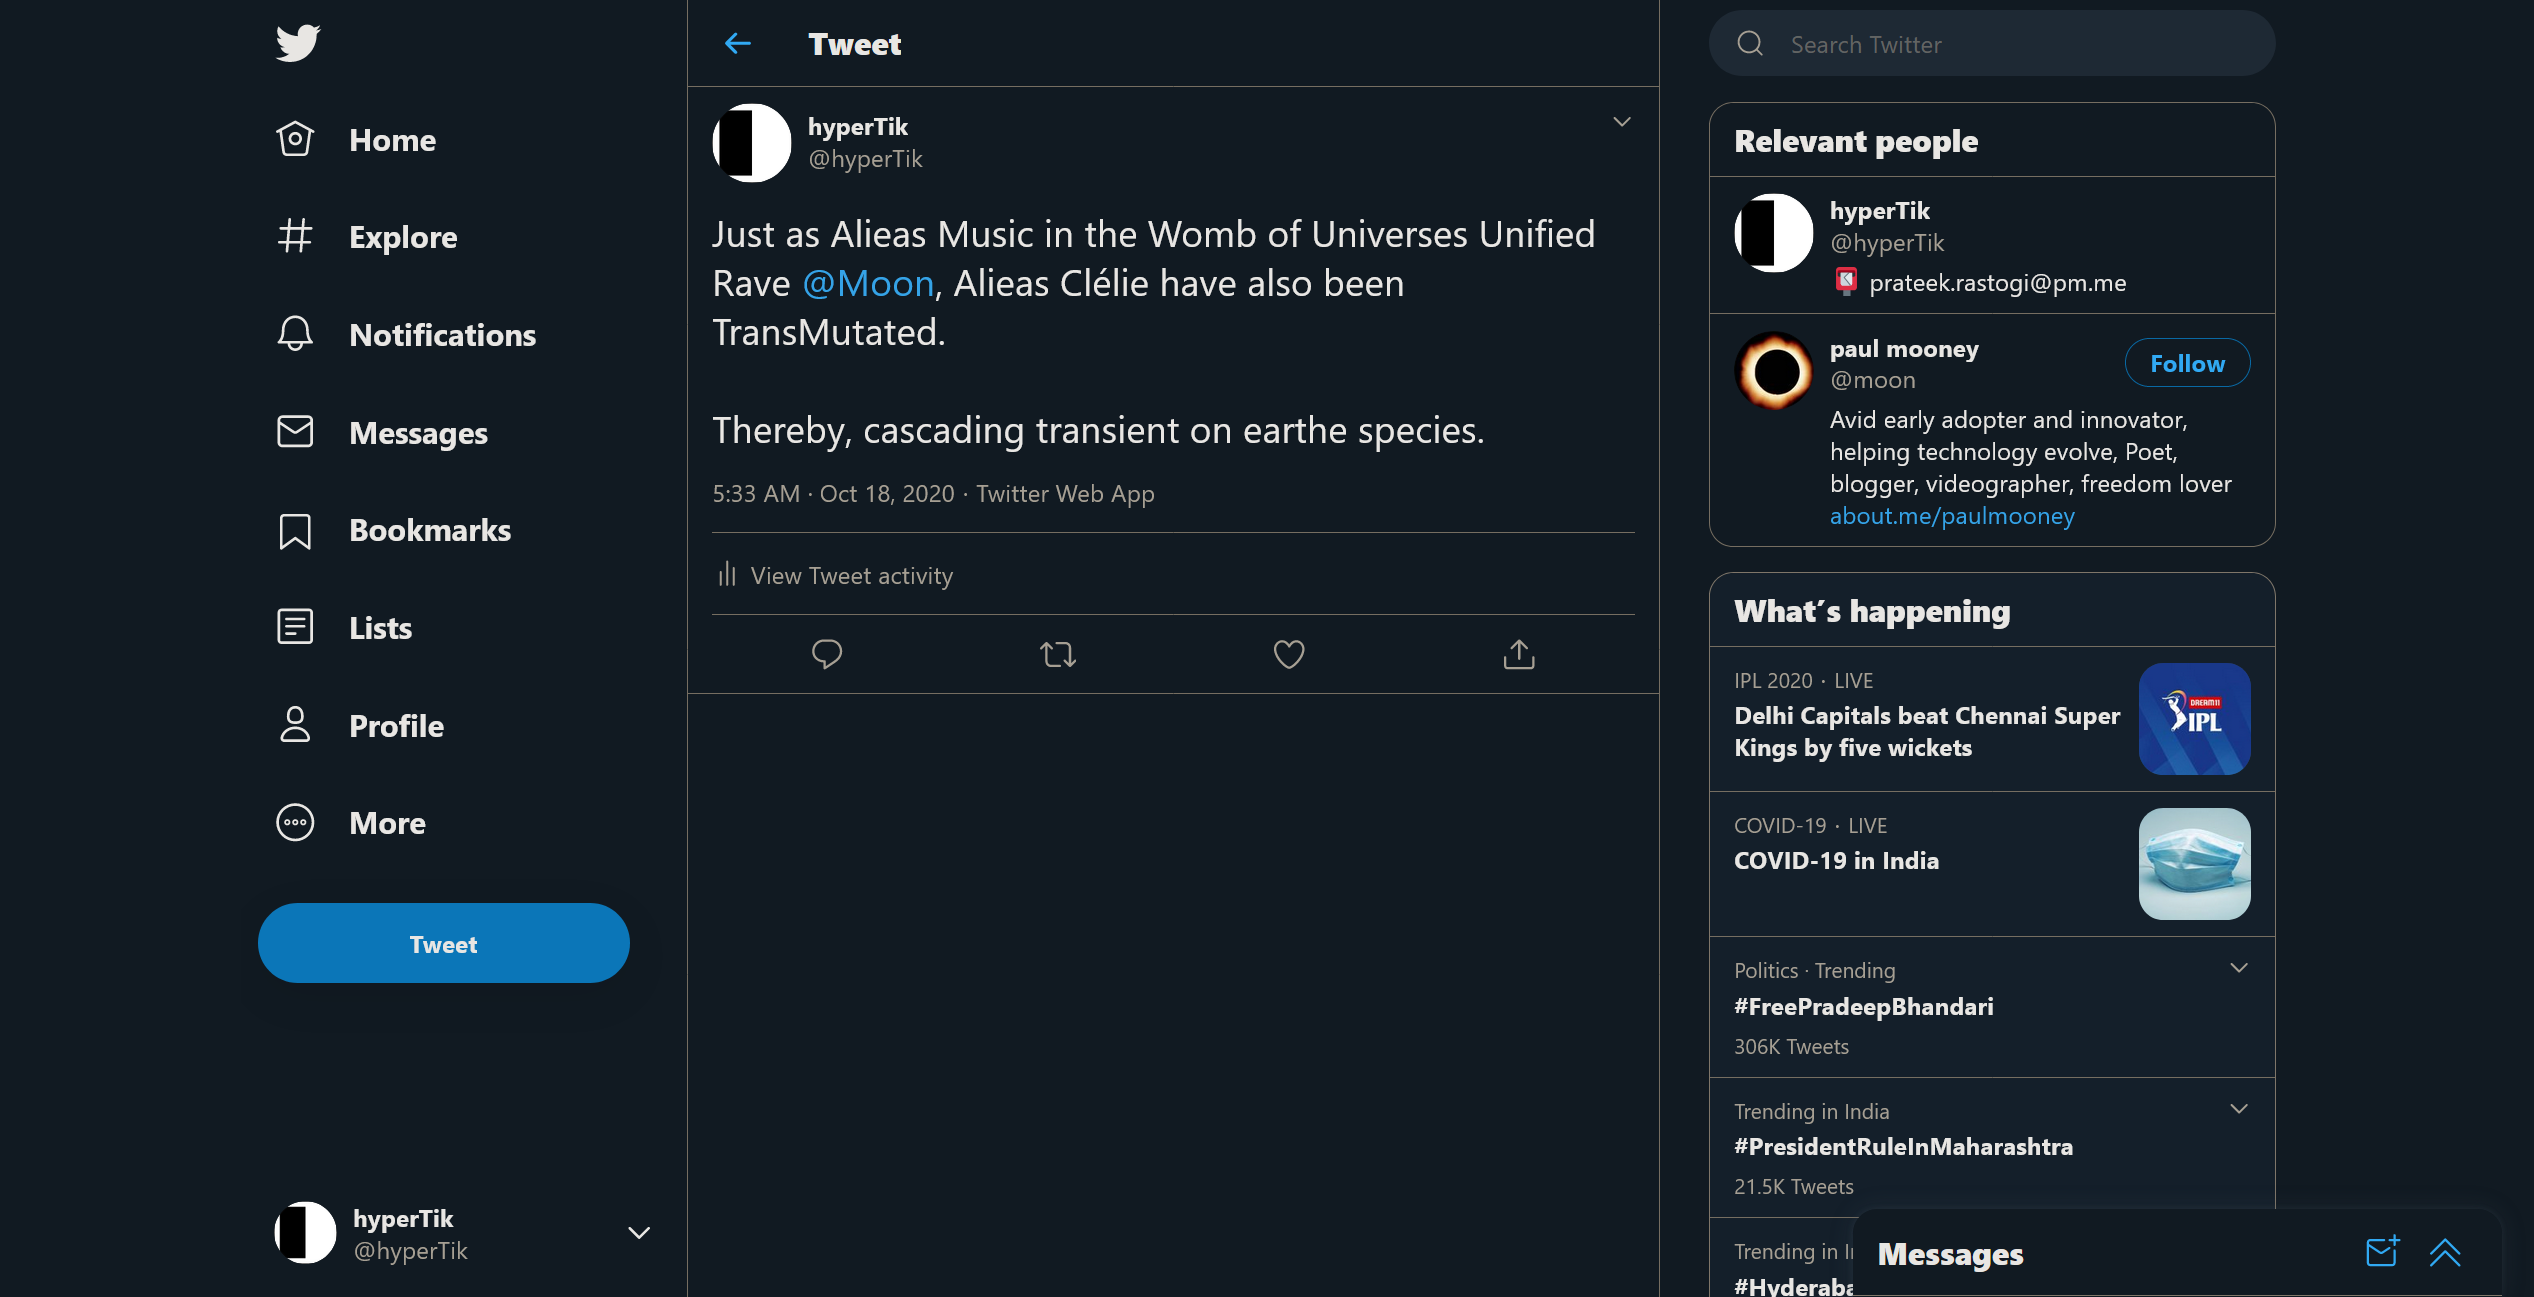 Home
Explore
Notifications
Messages
Bookmarks
Lists
Profile
More
Tweet
hyperTik
@hyperTik
Tweet
hyperTik
@hyperTik
Just as Alieas Music in the Womb of Universes Unified
Rave @Moon, Alieas Clélie have also been
TransMutated.
Thereby, cascading transient on earthe species.
5:33 AM · Oct 18, 2020 · Twitter Web App
View Tweet activity
Search Twitter
Relevant people
hyperTik
@hyperTik
prateek.rastogi@pm.me
paul mooney
@moon
Follow
Avid early adopter and innovator,
helping technology evolve, Poet,
blogger, videographer, freedom lover
about.me/paulmooney
What's happening
IPL 2020 · LIVE
Delhi Capitals beat Chennai Super
Kings by five wickets
DREAM11
IPL
COVID-19 · LIVE
COVID-19 in India
Politics · Trending
#FreePradeepBhandari
306K Tweets
Trending in India
#PresidentRuleInMaharashtra
21.5K Tweets
Trending in
Messages